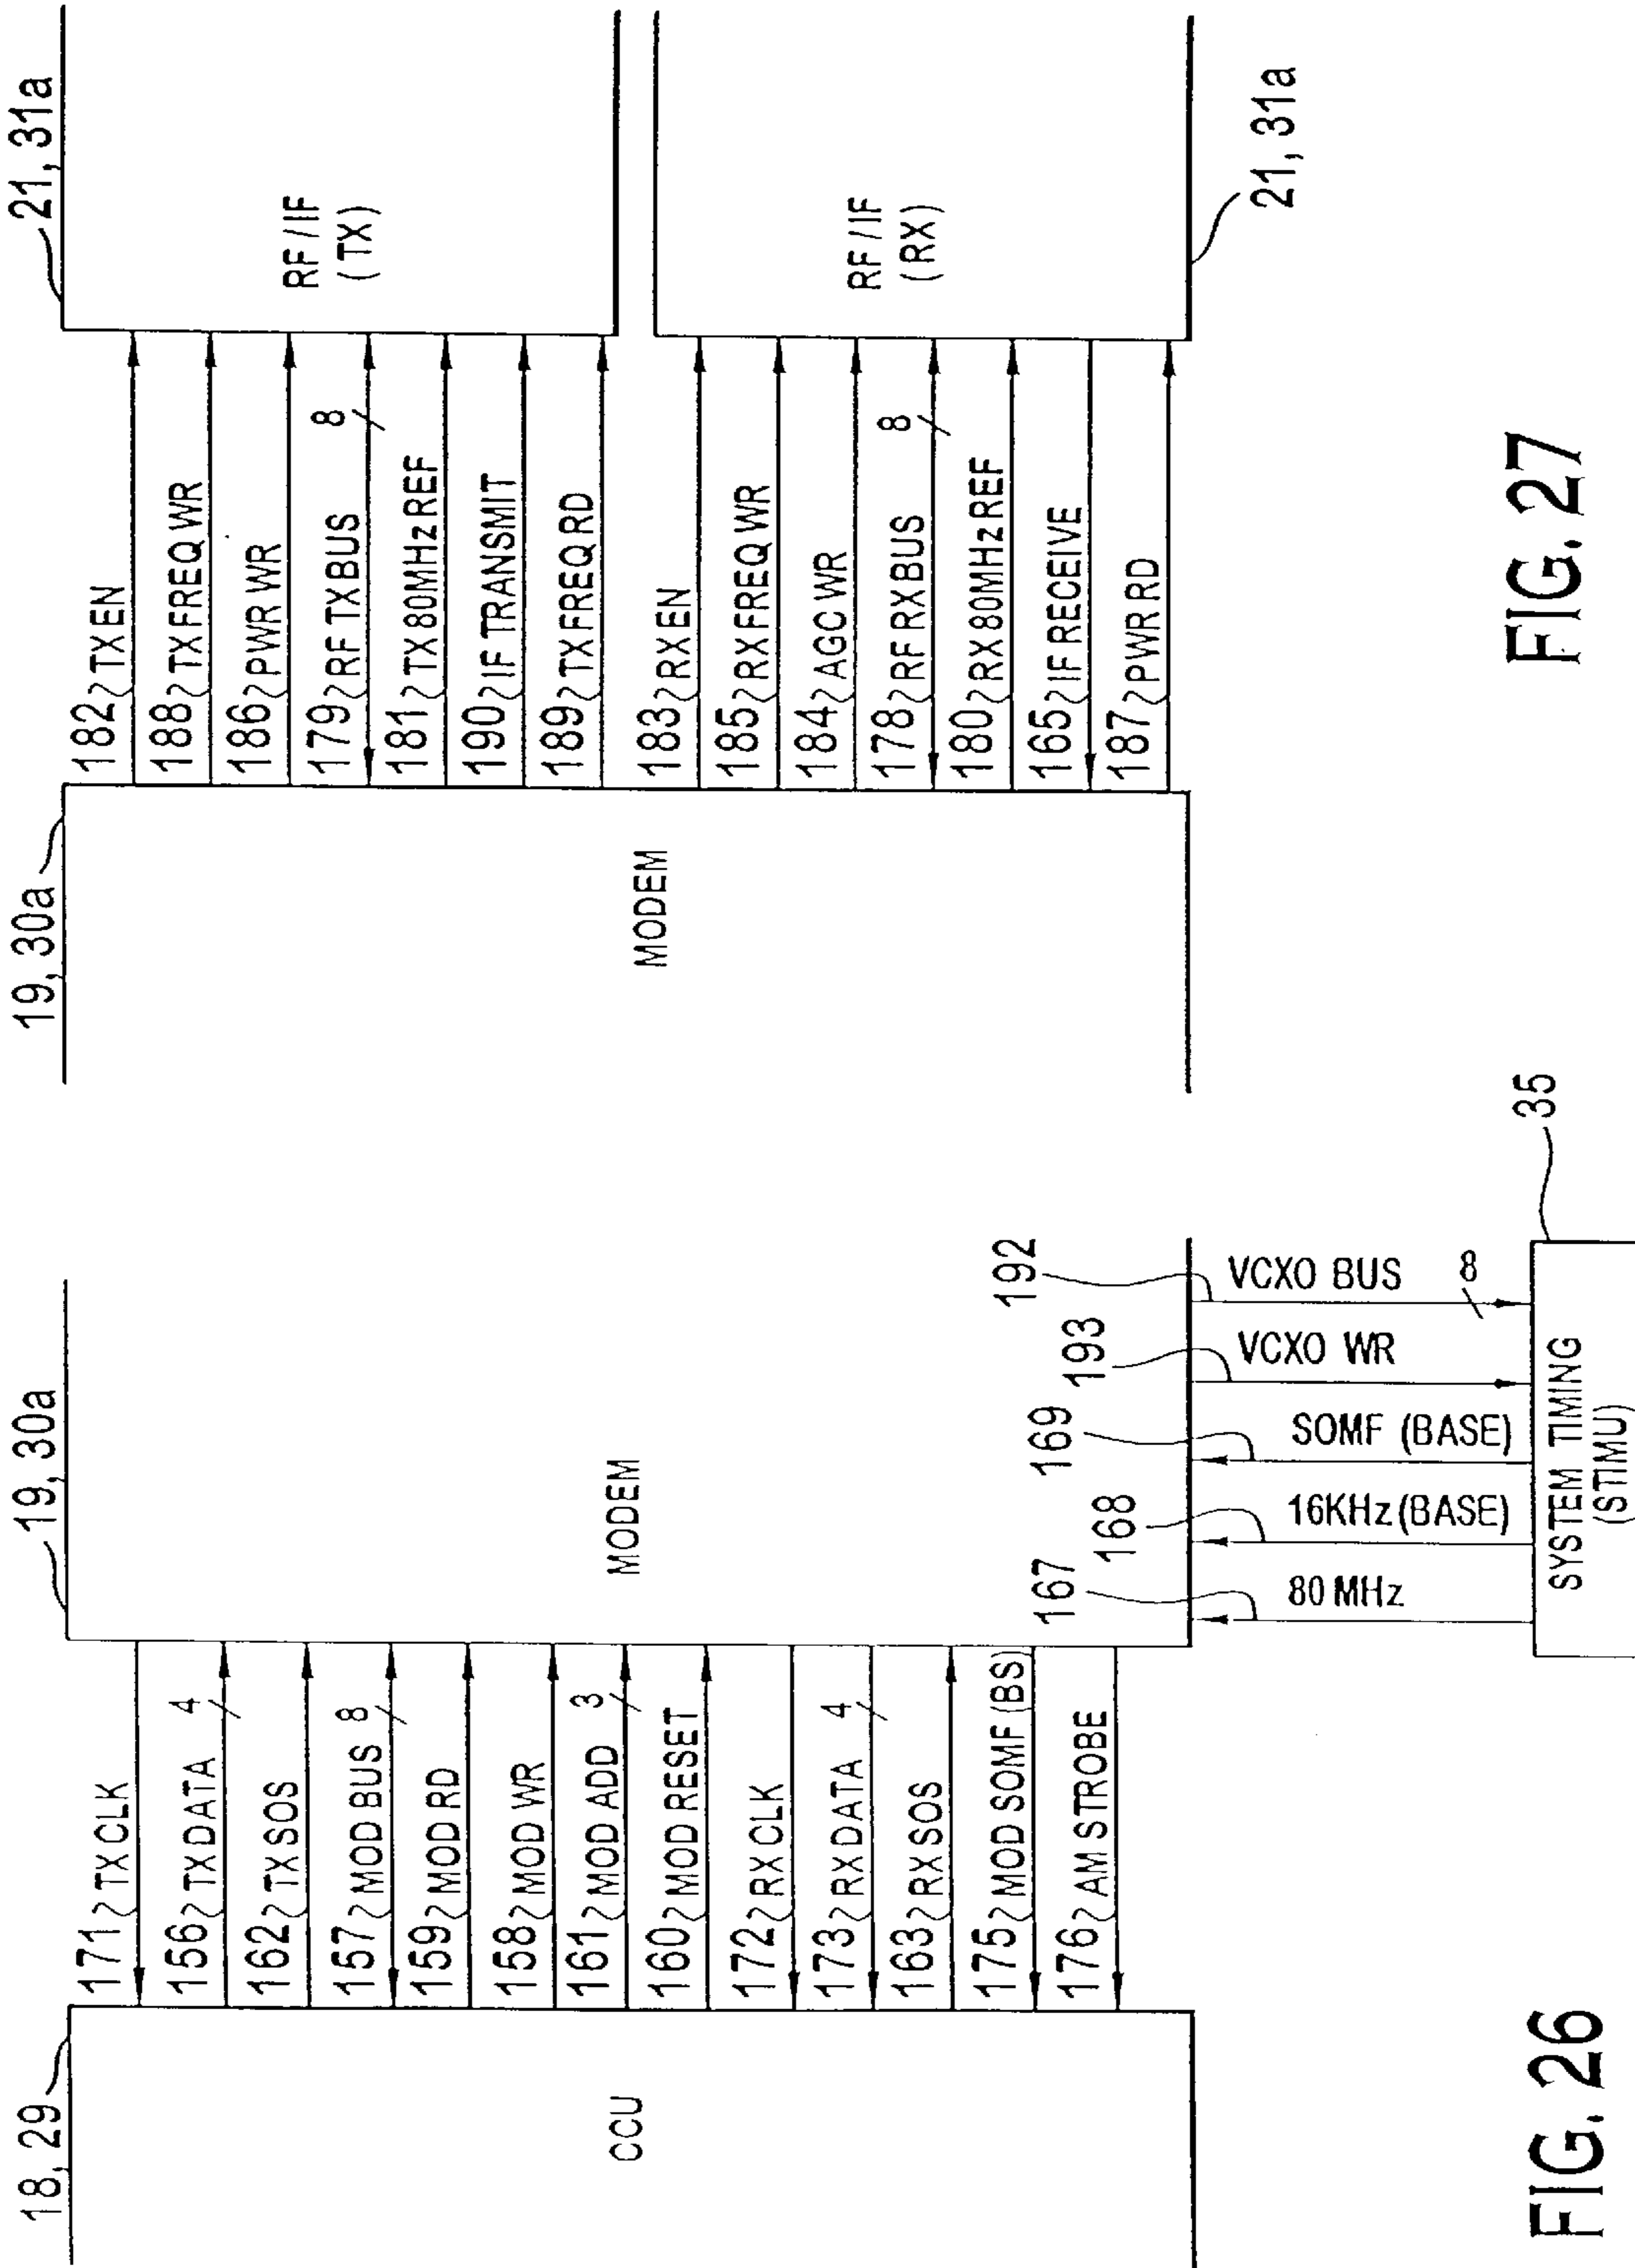 18, 29
19, 30a
CCU
MODEM
171 TX CLK
156 TX DATA 4
162 TX SOS
157 MOD BUS 8
159 MOD RD
158 MOD WR
161 MOD ADD 3
160 MOD RESET
172 RX CLK
173 RX DATA 4
163 RX SOS
175 MOD SOMF (BS)
176 AM STROBE
167 168 169 193 192
80 MHz
16KHz (BASE)
SOMF (BASE)
VCXO WR
VCXO BUS 8
SYSTEM TIMING
(STIMU)
35
FIG. 26
19, 30a
21, 31a
MODEM
182 TX EN
188 TX FREQ WR
186 PWR WR
179 RF TX BUS 8
181 TX 80MHz REF
190 IF TRANSMIT
189 TX FREQ RD
RF / IF
(TX)
183 RX EN
185 RX FREQ WR
184 AGC WR
178 RF RX BUS 8
180 RX 80MHz REF
165 IF RECEIVE
187 PWR RD
RF / IF
(RX)
21, 31a
FIG. 27